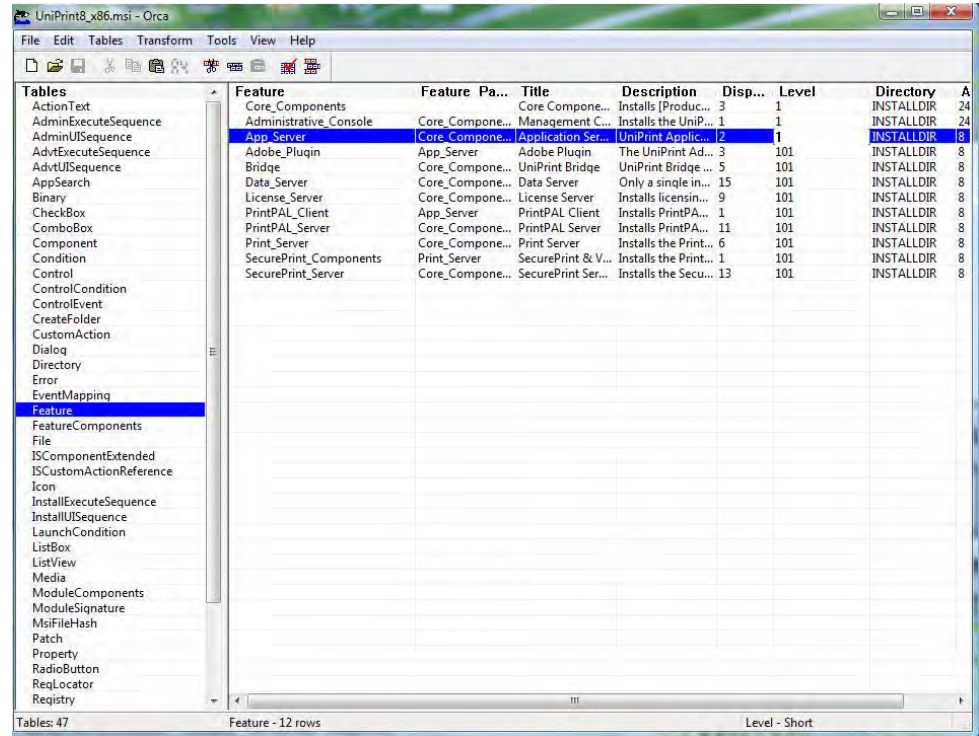 UniPrint8_x86.msi - Orca
File Edit Tables Transform Tools View Help
Tables
ActionText
AdminExecuteSequence
AdminUISequence
AdvtExecuteSequence
AdvtUISequence
AppSearch
Binary
CheckBox
ComboBox
Component
Condition
Control
ControlCondition
ControlEvent
CreateFolder
CustomAction
Dialog
Directory
Error
EventMapping
Feature
FeatureComponents
File
ISComponentExtended
ISCustomActionReference
Icon
InstallExecuteSequence
InstallUISequence
LaunchCondition
ListBox
ListView
Media
ModuleComponents
ModuleSignature
MsiFileHash
Patch
Property
RadioButton
RegLocator
Registry
Feature Feature Pa... Title Description Disp... Level Directory A
Core_Components Core Compone... Installs [Produc... 3 1 INSTALLDIR 24
Administrative_Console Core_Compone... Management C... Installs the UniP... 1 1 INSTALLDIR 24
App_Server Core_Compone... Application Ser... UniPrint Applic... 2 1 INSTALLDIR 8
Adobe_Plugin App_Server Adobe Plugin The UniPrint Ad... 3 101 INSTALLDIR 8
Bridge Core_Compone... UniPrint Bridge UniPrint Bridge ... 5 101 INSTALLDIR 8
Data_Server Core_Compone... Data Server Only a single in... 15 101 INSTALLDIR 8
License_Server Core_Compone... License Server Installs licensin... 9 101 INSTALLDIR 8
PrintPAL_Client App_Server PrintPAL Client Installs PrintPA... 1 101 INSTALLDIR 8
PrintPAL_Server Core_Compone... PrintPAL Server Installs PrintPA... 11 101 INSTALLDIR 8
Print_Server Core_Compone... Print Server Installs the Print... 6 101 INSTALLDIR 8
SecurePrint_Components Print_Server SecurePrint & V... Installs the Print... 1 101 INSTALLDIR 8
SecurePrint_Server Core_Compone... SecurePrint Ser... Installs the Secu... 13 101 INSTALLDIR 8
Tables: 47 Feature - 12 rows Level - Short